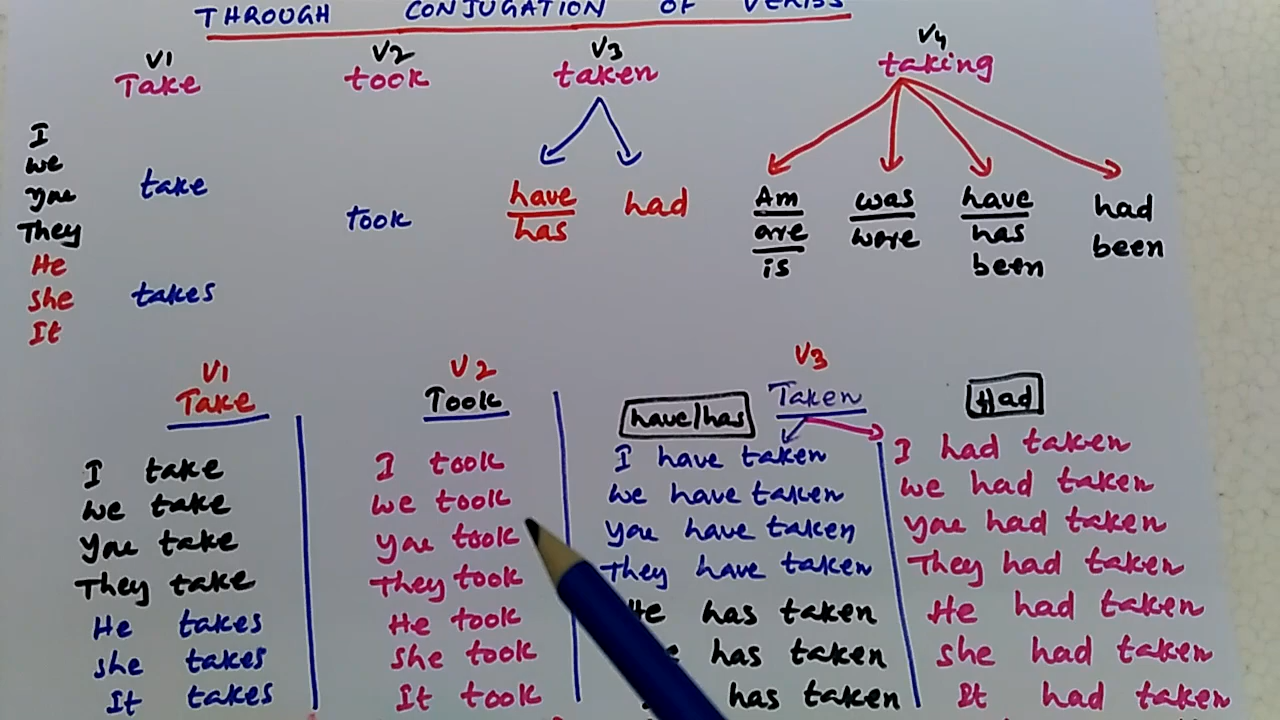 THROUGH CONJUGATION OF VERBS
V1 V2 V3 V4
Take took taken taking
I
we
you take
They
He
she takes
It
took
have had
has
Am was have had
are were has been
is been
V1
Take
I take
we take
you take
They take
He takes
she takes
It takes
V2
Took
I took
we took
you took
They took
He took
she took
It took
V3
Taken
have/has
I have taken
we have taken
you have taken
They have taken
He has taken
has taken
has taken
Had
I had taken
we had taken
you had taken
They had taken
He had taken
she had taken
It had taken